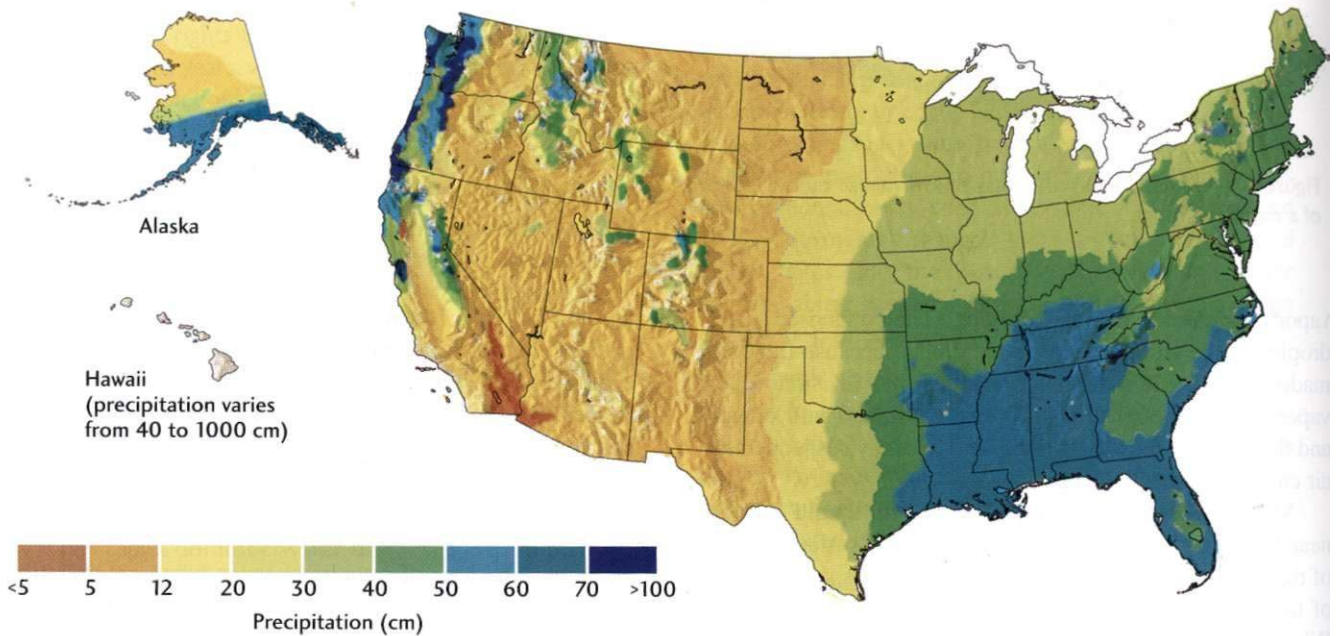 Alaska
Hawaii
(precipitation varies
from 40 to 1000 cm)
<5 5 12 20 30 40 50 60 70 >100
Precipitation (cm)